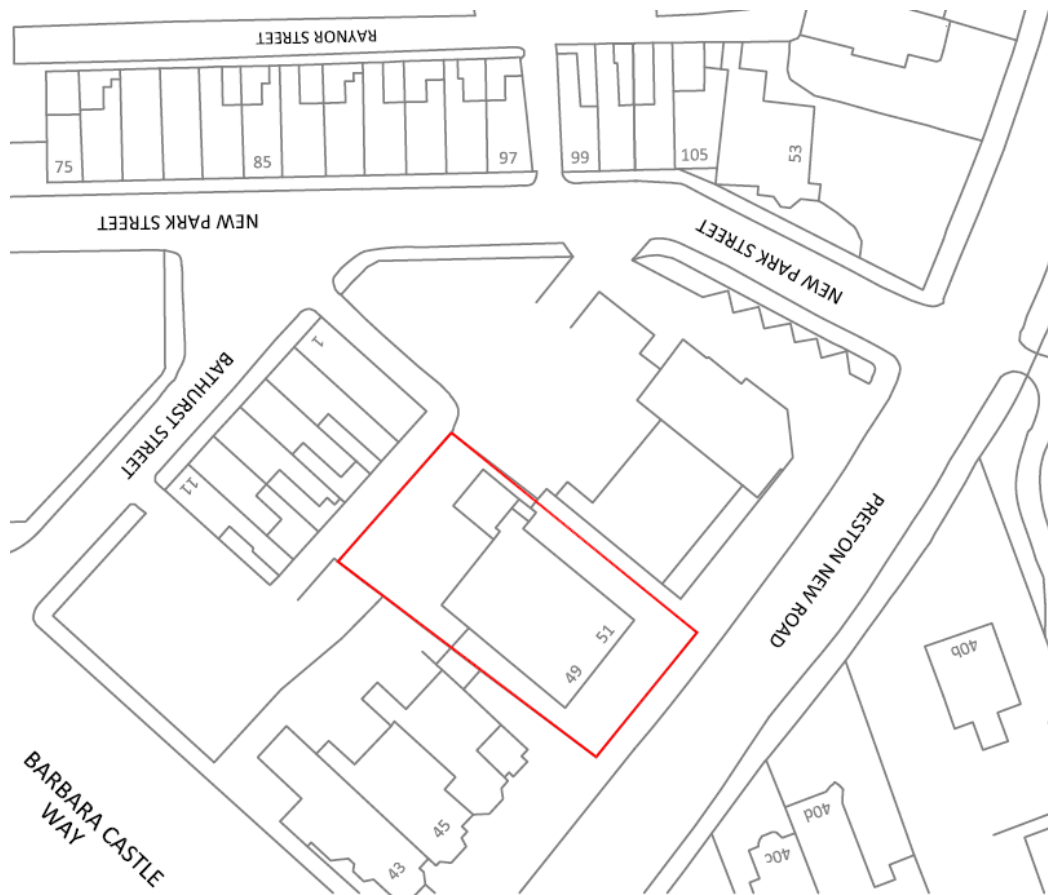 RAYNOR STREET
75
85
97
99
105
53
NEW PARK STREET
NEW PARK STREET
1
BATHURST STREET
11
PRESTON NEW ROAD
51
49
40b
40d
40c
45
43
BARBARA CASTLE
WAY